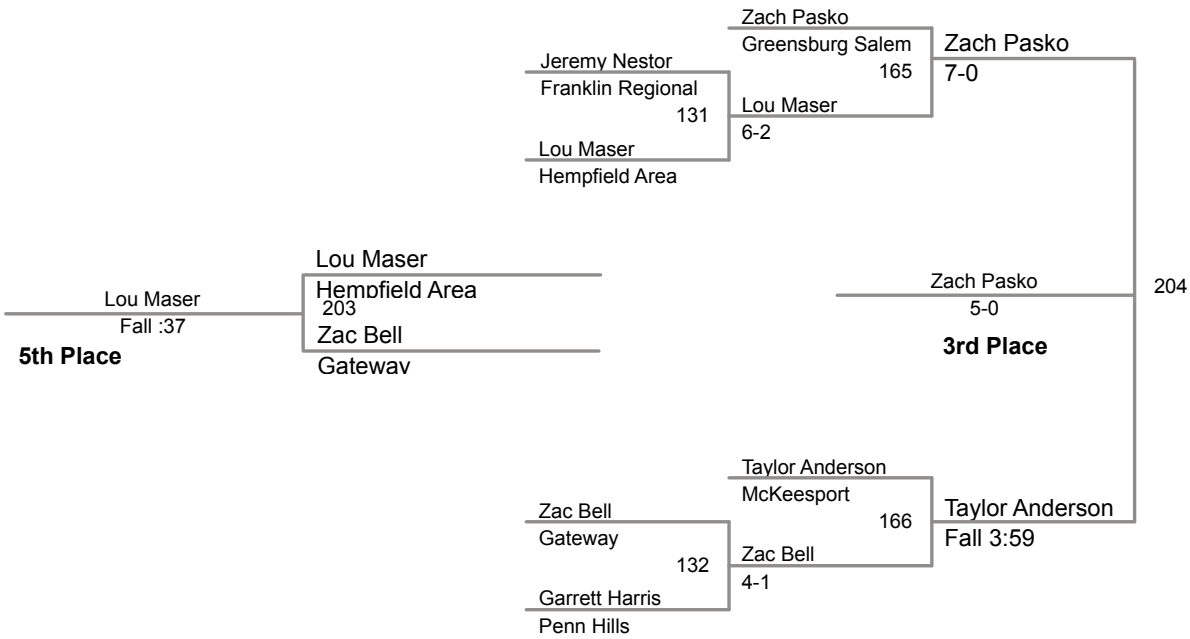 Zach Pasko
Greensburg Salem
165
Zach Pasko
7-0
Jeremy Nestor
Franklin Regional
131
Lou Maser
6-2
Lou Maser
Hempfield Area
Lou Maser
Hempfield Area
203
Zac Bell
Gateway
Lou Maser
Fall :37
5th Place
Zach Pasko
5-0
3rd Place
204
Taylor Anderson
McKeesport
166
Taylor Anderson
Fall 3:59
Zac Bell
Gateway
132
Zac Bell
4-1
Garrett Harris
Penn Hills